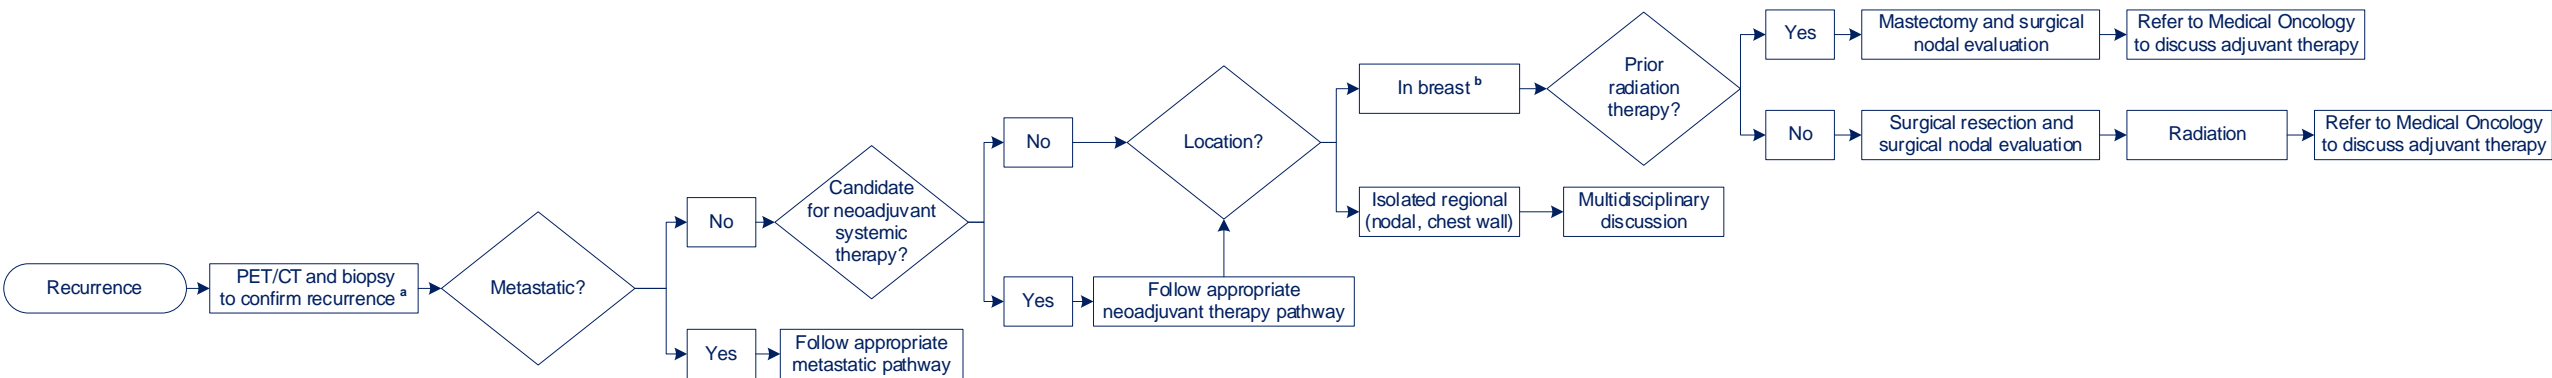 Recurrence
PET/CT and biopsy
to confirm recurrence a
Metastatic?
No
Yes
Follow appropriate
metastatic pathway
Candidate
for neoadjuvant
systemic
therapy?
No
Yes
Follow appropriate
neoadjuvant therapy pathway
Location?
In breast b
Isolated regional
(nodal, chest wall)
Multidisciplinary
discussion
Prior
radiation
therapy?
Yes
Mastectomy and surgical
nodal evaluation
Refer to Medical Oncology
to discuss adjuvant therapy
No
Surgical resection and
surgical nodal evaluation
Radiation
Refer to Medical Oncology
to discuss adjuvant therapy